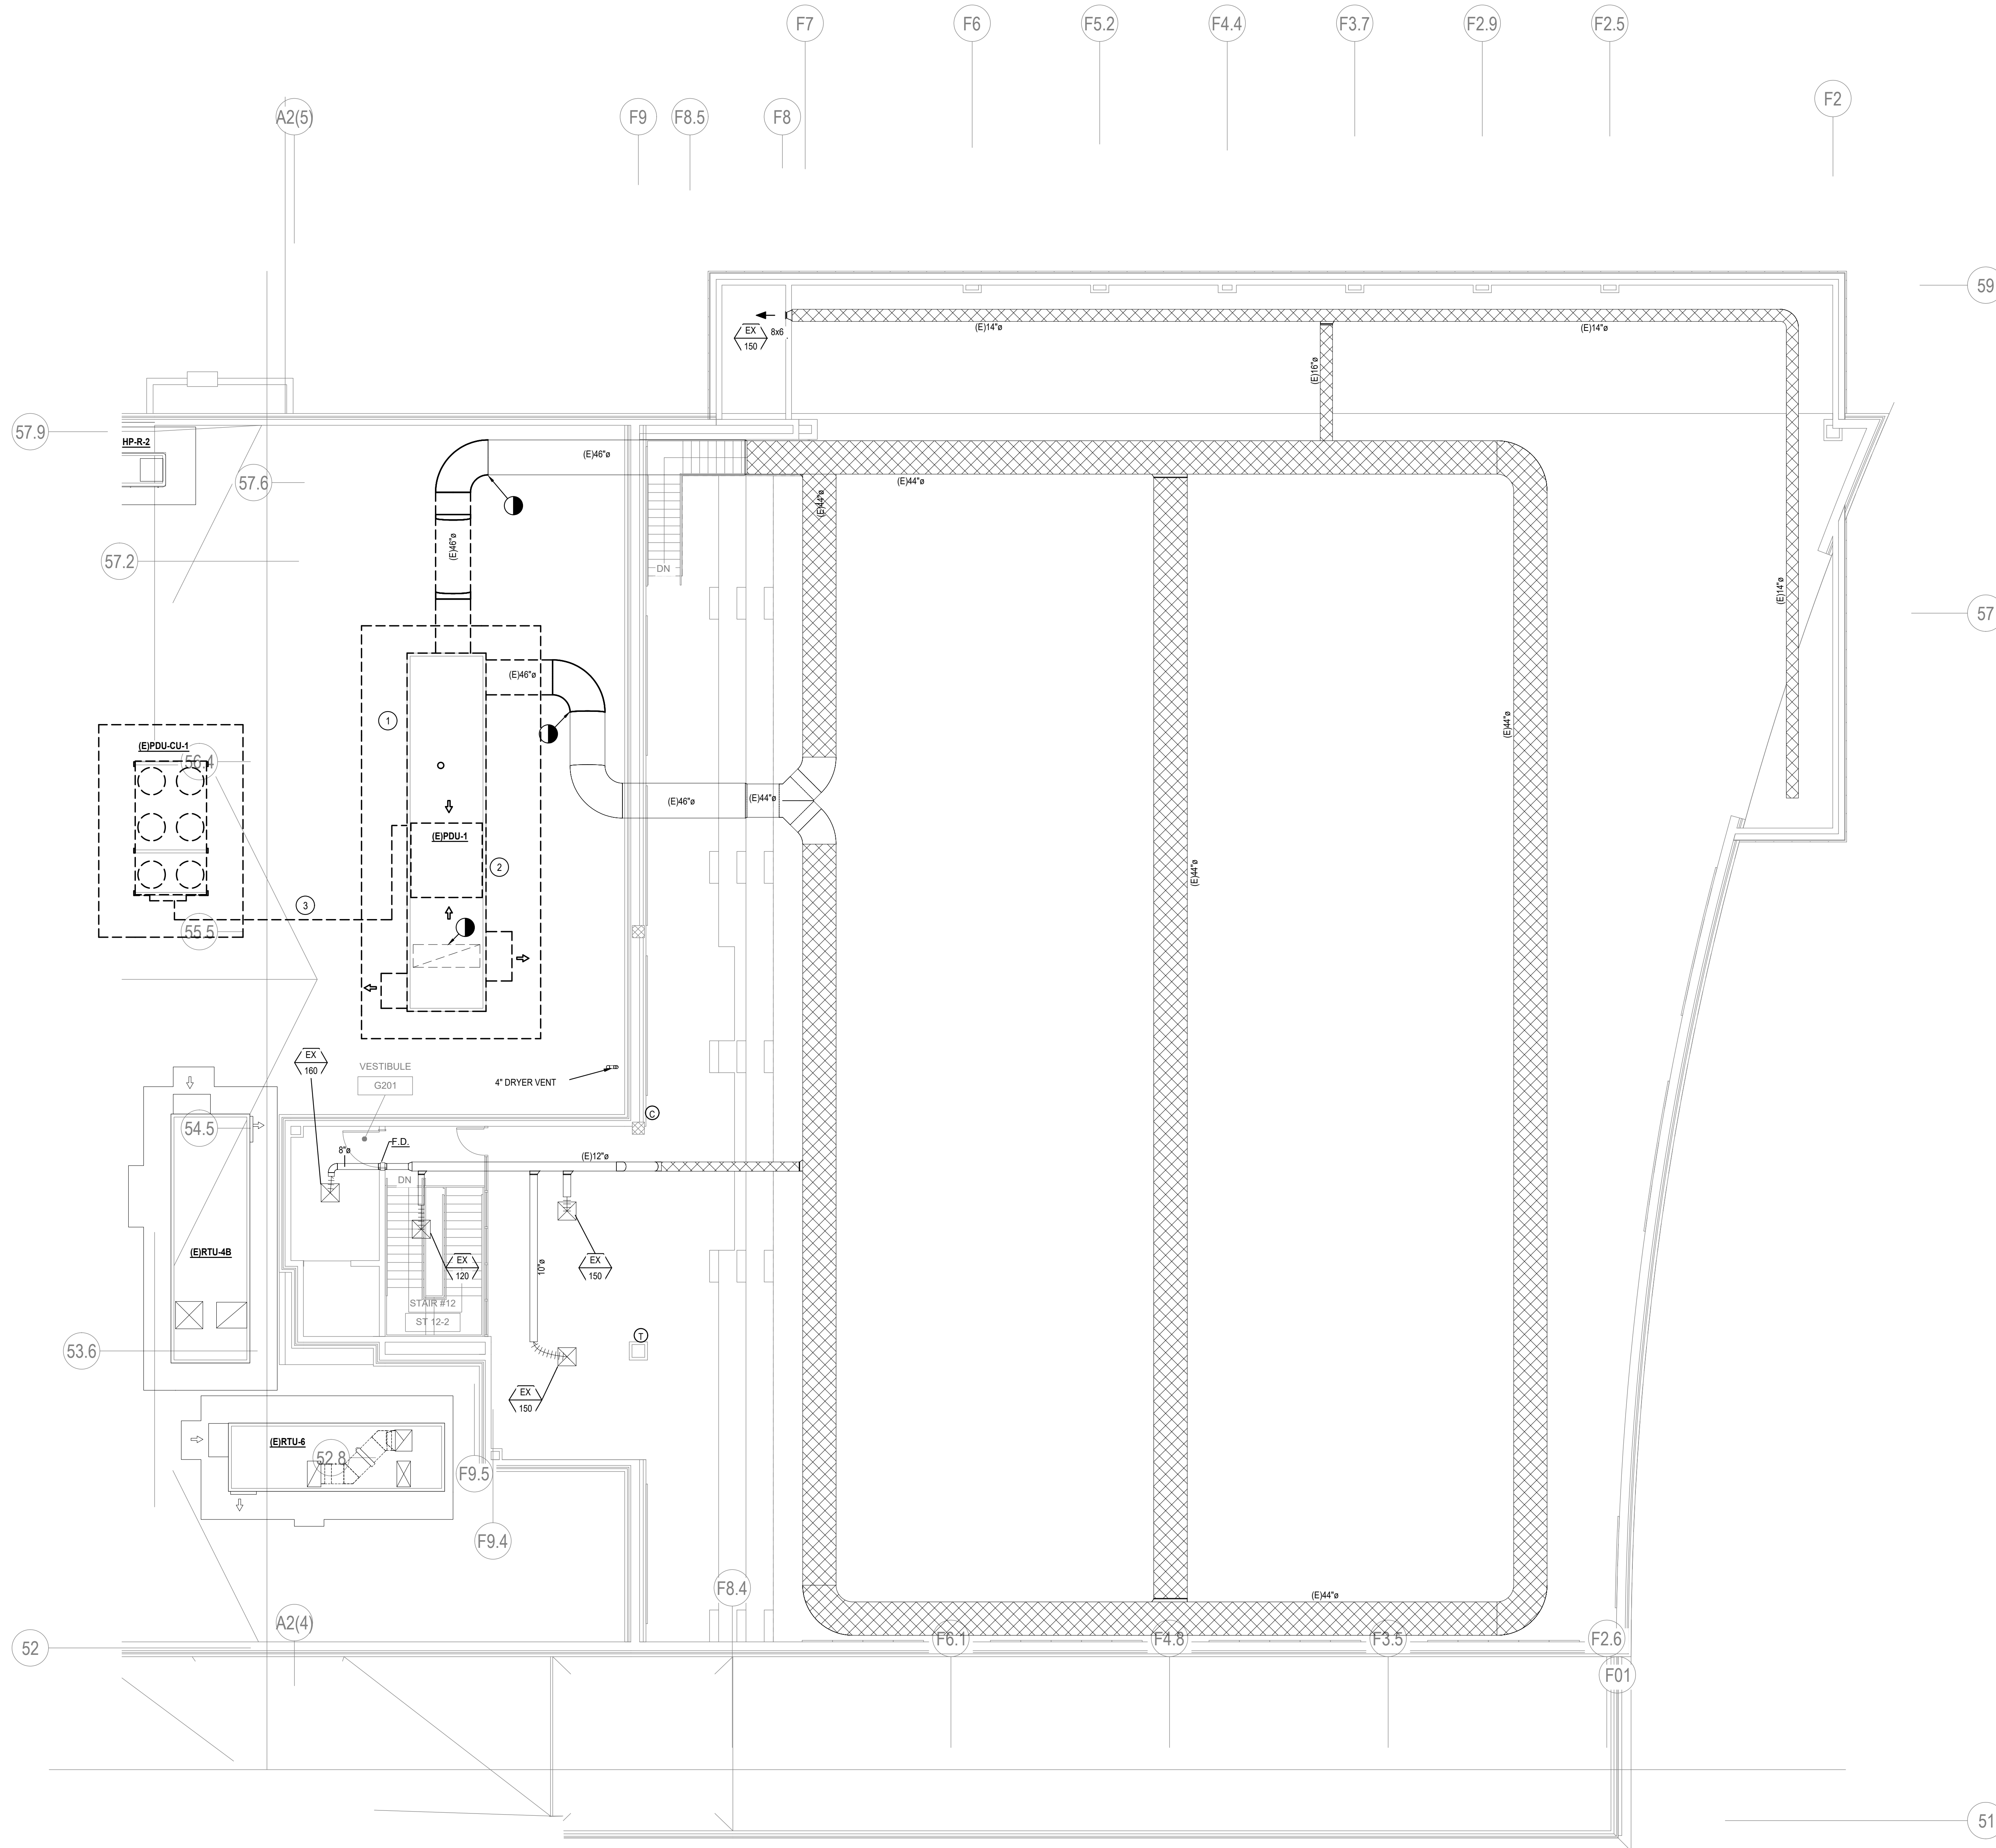 F7
F6
F5.2
F4.4
F3.7
F2.9
F2.5
F2
A2(5)
F9
F8.5
F8
59
EX
150
8x6
(E)14"ø
(E)14"ø
(E)16"ø
57.9
HP-R-2
(E)46"ø
57.6
(E)44"ø
(E)44"ø
57.2
(E)46"ø
DN
(E)14"ø
57
(E)46"ø
1
(E)44"ø
(E)PDU-CU-1
56.4
(E)46"ø
(E)44"ø
(E)PDU-1
2
(E)44"ø
3
55.5
EX
160
VESTIBULE
G201
4" DRYER VENT
54.5
C
F.D.
8"ø
(E)12"ø
DN
(E)RTU-4B
EX
120
10"ø
EX
150
STAIR #12
ST 12-2
T
53.6
EX
150
(E)RTU-6
52.8
F9.5
F9.4
F8.4
(E)44"ø
A2(4)
52
F6.1
F4.8
F3.5
F2.6
F01
51